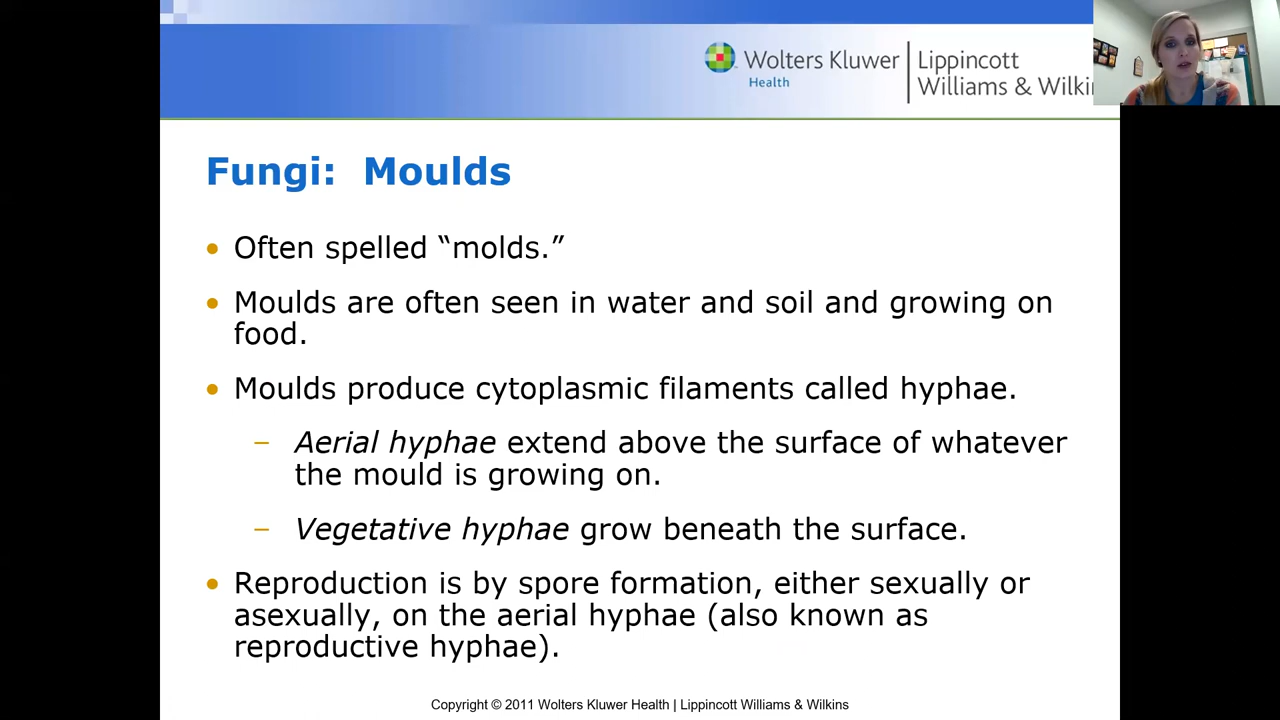 Wolters Kluwer
Health
Lippincott
Williams & Wilki
Fungi: Moulds
• Often spelled “molds.”
• Moulds are often seen in water and soil and growing on
food.
• Moulds produce cytoplasmic filaments called hyphae.
– Aerial hyphae extend above the surface of whatever
the mould is growing on.
– Vegetative hyphae grow beneath the surface.
• Reproduction is by spore formation, either sexually or
asexually, on the aerial hyphae (also known as
reproductive hyphae).
Copyright © 2011 Wolters Kluwer Health | Lippincott Williams & Wilkins